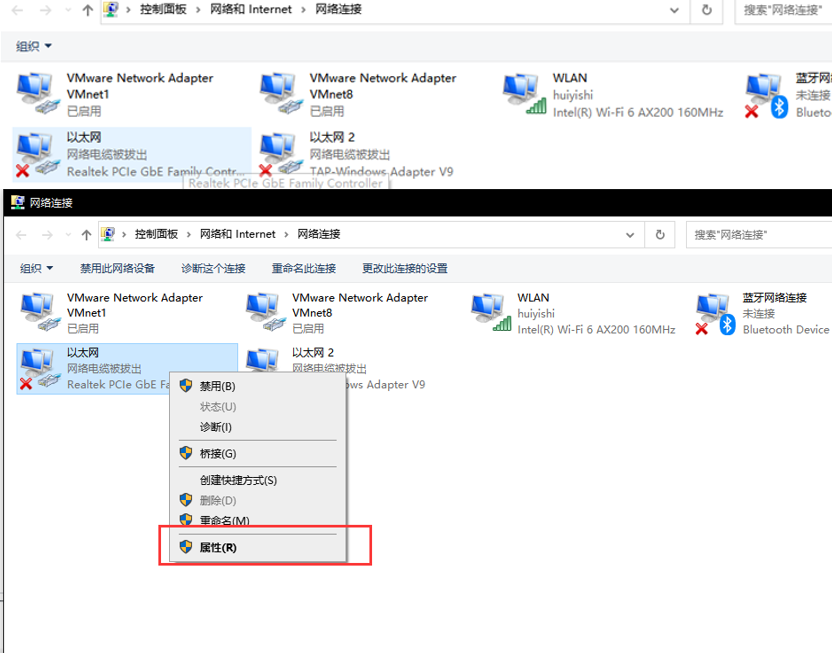 控制面板 › 网络和 Internet › 网络连接
搜索"网络连接"
组织
VMware Network Adapter
VMnet1
已启用
VMware Network Adapter
VMnet8
已启用
WLAN
huiyishi
Intel(R) Wi-Fi 6 AX200 160MHz
蓝牙网
未连接
Blueto
以太网
网络电缆被拔出
Realtek PCIe GbE Family Contr...
以太网 2
网络电缆被拔出
TAP-Windows Adapter V9
Realtek PCIe GbE Family Controller
网络连接
控制面板 › 网络和 Internet › 网络连接
搜索"网络连接"
组织
禁用此网络设备
诊断这个连接
重命名此连接
更改此连接的设置
VMware Network Adapter
VMnet1
已启用
VMware Network Adapter
VMnet8
已启用
WLAN
huiyishi
Intel(R) Wi-Fi 6 AX200 160MHz
蓝牙网络连接
未连接
Bluetooth Device
以太网
网络电缆被拔出
Realtek PCIe GbE Fa
以太网 2
网络电缆被拔出
ows Adapter V9
禁用(B)
状态(U)
诊断(I)
桥接(G)
创建快捷方式(S)
删除(D)
重命名(M)
属性(R)